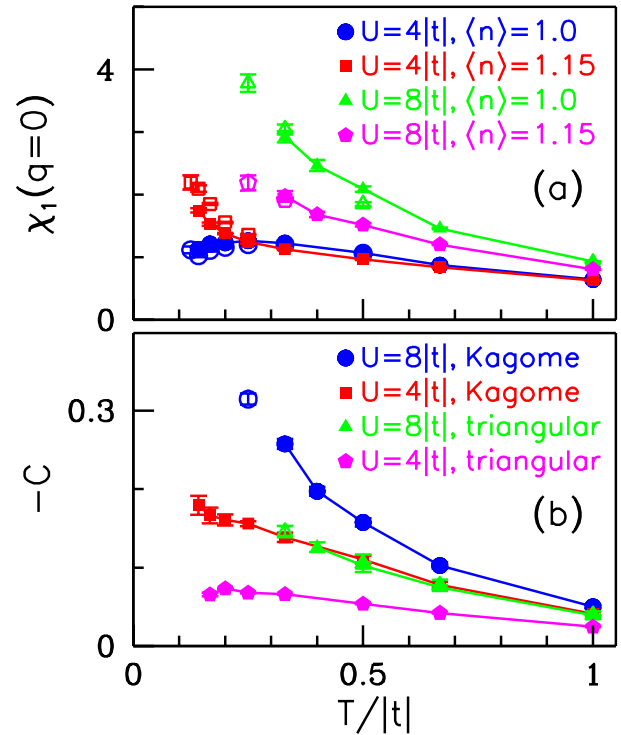 4
χ₁(q=0)
0
U=4|t|, ⟨n⟩=1.0
U=4|t|, ⟨n⟩=1.15
U=8|t|, ⟨n⟩=1.0
U=8|t|, ⟨n⟩=1.15
(a)
0.3
−C
0
U=8|t|, Kagome
U=4|t|, Kagome
U=8|t|, triangular
U=4|t|, triangular
(b)
0 0.5 1
T/|t|